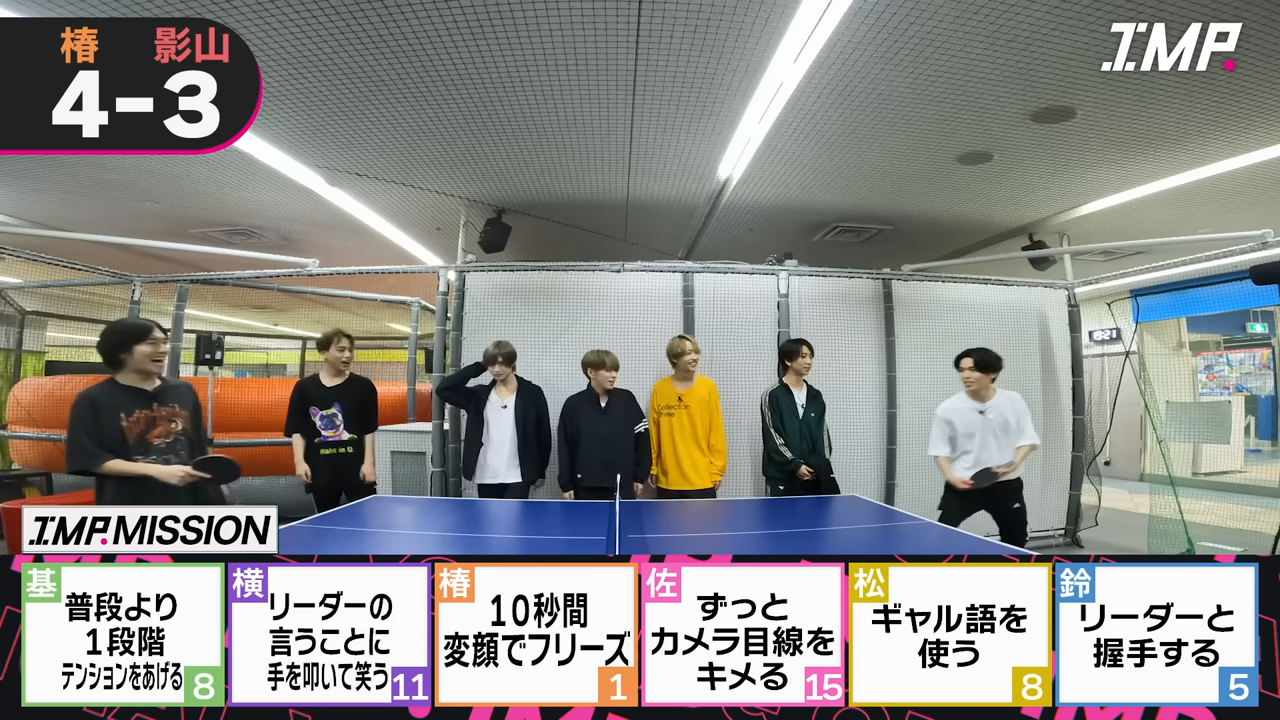 椿 影山
4-3
IMP.
Collection
Three
make in U.
IMP.MISSION
基
普段より
1段階
テンションをあげる
8
横
リーダーの
言うことに
手を叩いて笑う
11
椿
10秒間
変顔でフリーズ
1
佐
ずっと
カメラ目線を
キメる
15
松
ギャル語を
使う
8
鈴
リーダーと
握手する
5